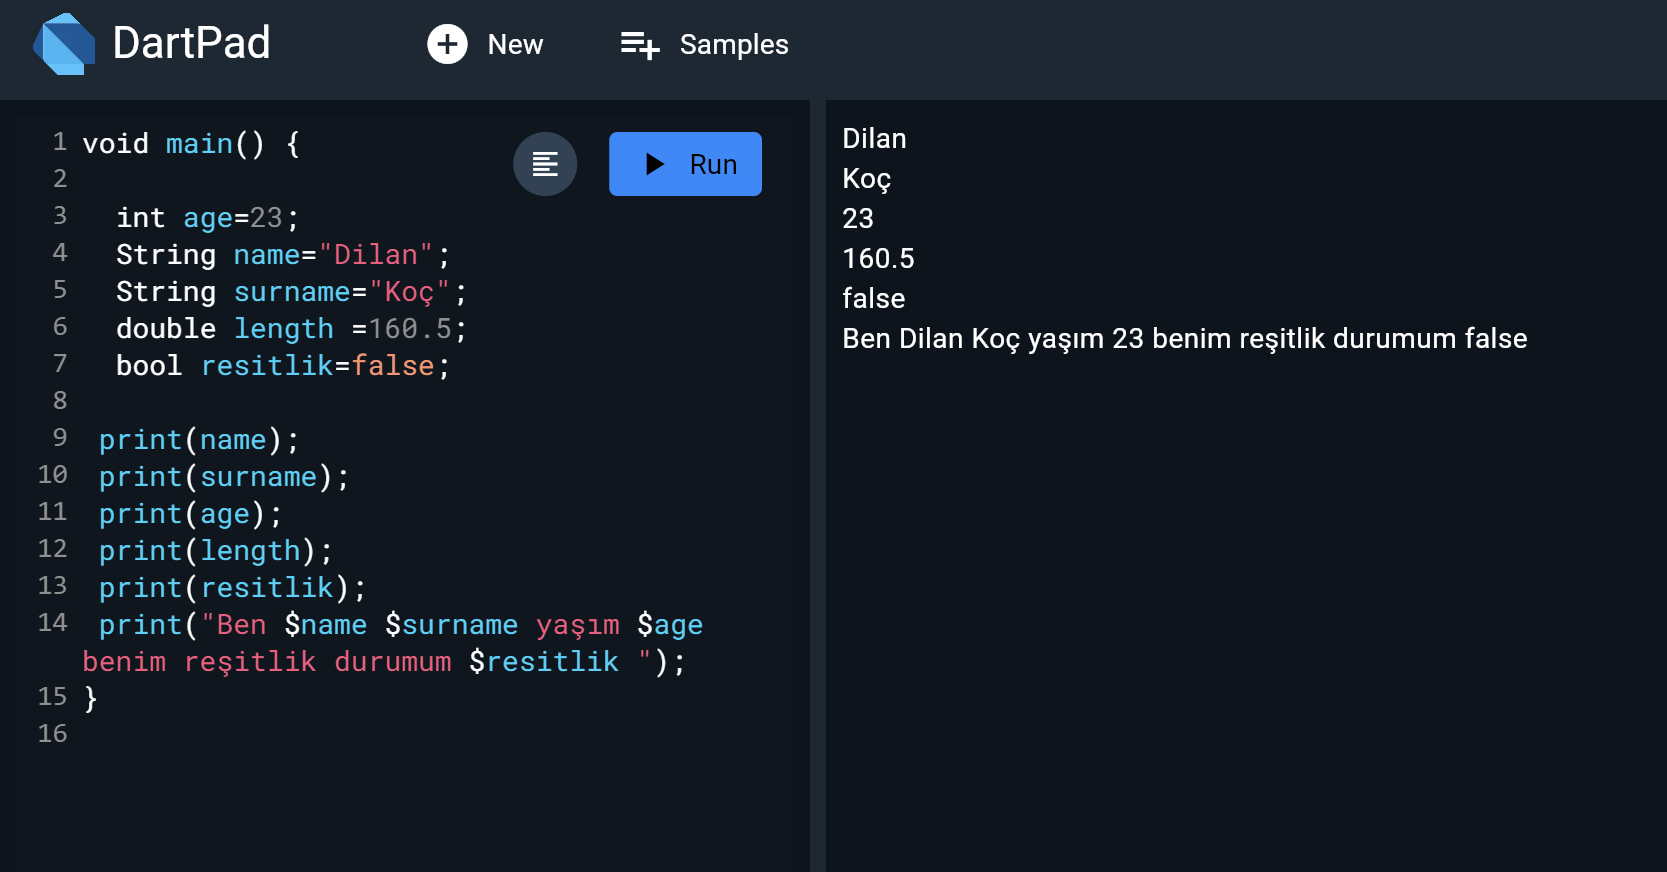 DartPad
New
Samples
Run
1 void main() {
2
3 int age=23;
4 String name="Dilan";
5 String surname="Koç";
6 double length =160.5;
7 bool resitlik=false;
8
9 print(name);
10 print(surname);
11 print(age);
12 print(length);
13 print(resitlik);
14 print("Ben $name $surname yaşım $age
benim reşitlik durumum $resitlik ");
15 }
16
Dilan
Koç
23
160.5
false
Ben Dilan Koç yaşım 23 benim reşitlik durumum false